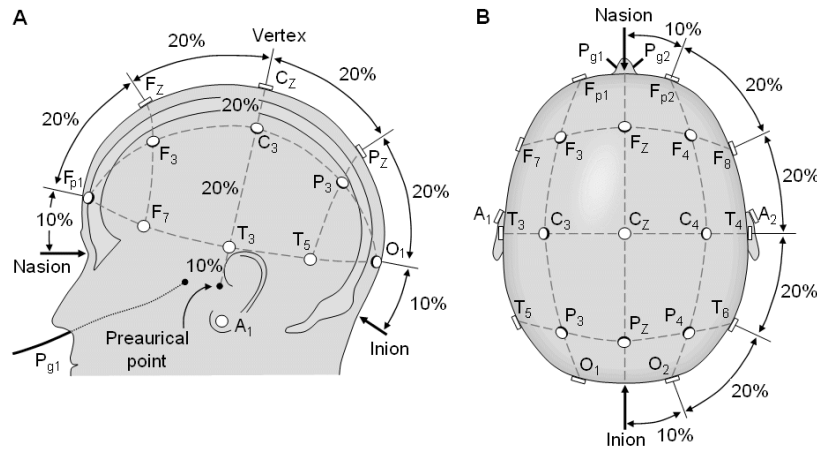 A
20%
Vertex
20%
FZ
CZ
20%
20%
F3
C3
PZ
Fp1
20%
P3
20%
10%
F7
T3
T5
O1
Nasion
10%
10%
Preaurical
point
A1
Inion
Pg1
B
Nasion
10%
Pg1
Pg2
Fp1
Fp2
F7
F3
FZ
F4
F8
20%
A1
T3
C3
CZ
C4
T4
A2
20%
T5
P3
PZ
P4
T6
O1
O2
20%
10%
Inion